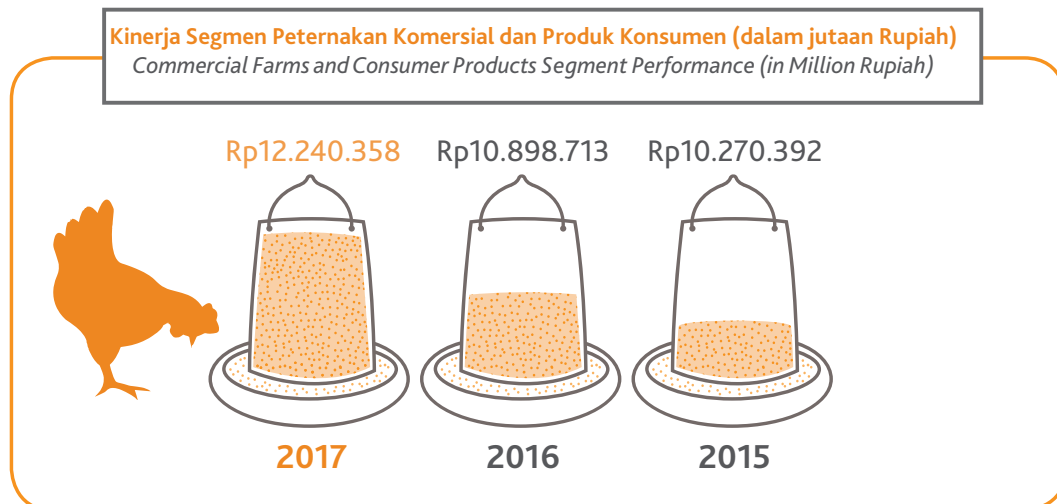 Kinerja Segmen Peternakan Komersial dan Produk Konsumen (dalam jutaan Rupiah)
Commercial Farms and Consumer Products Segment Performance (in Million Rupiah)
Rp12.240.358 Rp10.898.713 Rp10.270.392
2017 2016 2015